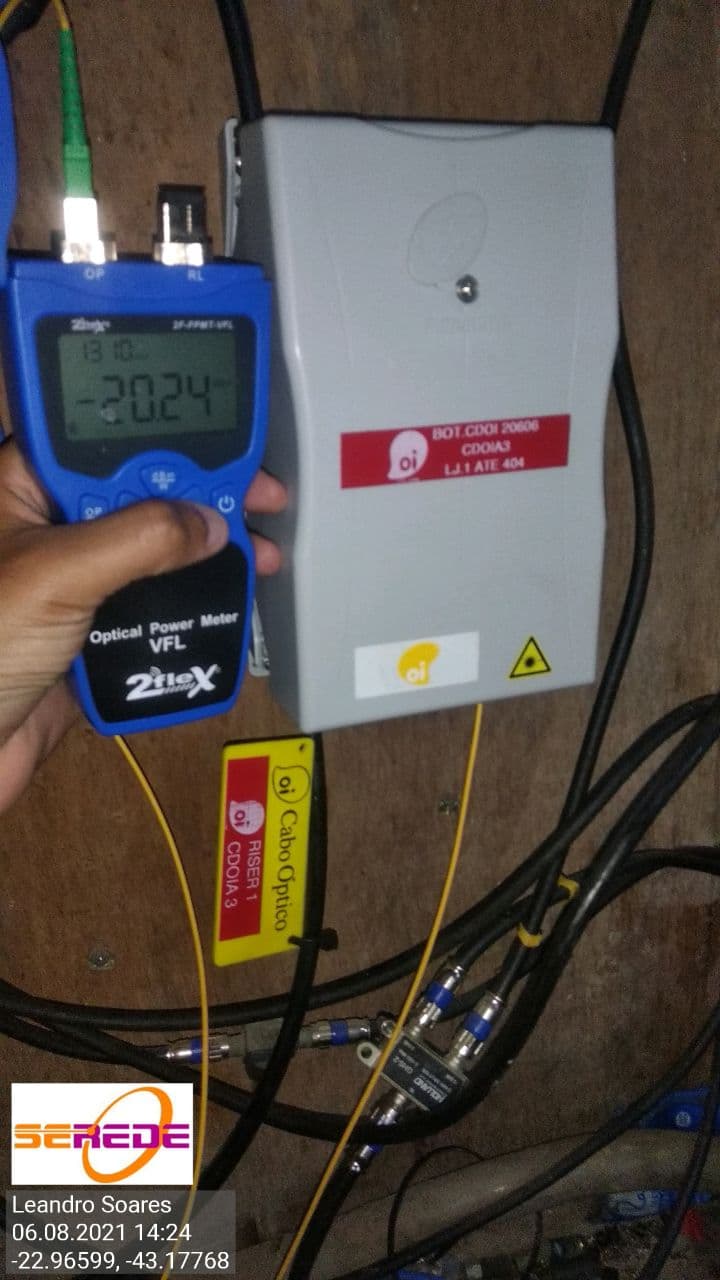 OP
RL
2flex
2F-PPMT-VFL
1310
-20.24
OP
Optical Power Meter
VFL
2flex
oi
BOT.CDOI 20606
CDOIA3
LJ.1 ATE 404
oi
oi Cabo Óptico
oi
RISER 1
CDOIA 3
SEREDE
Leandro Soares
06.08.2021 14:24
-22.96599, -43.17768